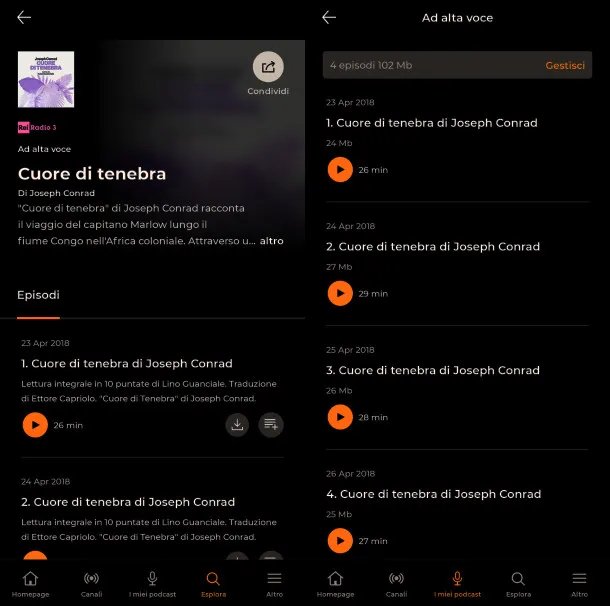 Joseph Conrad
CUORE
DI TENEBRA
Condividi
Rai Radio 3
Ad alta voce
Cuore di tenebra
Di Joseph Conrad
"Cuore di tenebra" di Joseph Conrad racconta
il viaggio del capitano Marlow lungo il
fiume Congo nell'Africa coloniale. Attraverso u... altro
Episodi
23 Apr 2018
1. Cuore di tenebra di Joseph Conrad
Lettura integrale in 10 puntate di Lino Guanciale. Traduzione
di Ettore Capriolo. "Cuore di Tenebra" di Joseph Conrad.
26 min
24 Apr 2018
2. Cuore di tenebra di Joseph Conrad
Lettura integrale in 10 puntate di Lino Guanciale. Traduzione
di Ettore Capriolo. "Cuore di Tenebra" di Joseph Conrad.
Homepage
Canali
I miei podcast
Esplora
Altro
Ad alta voce
4 episodi 102 Mb
Gestisci
23 Apr 2018
1. Cuore di tenebra di Joseph Conrad
24 Mb
26 min
24 Apr 2018
2. Cuore di tenebra di Joseph Conrad
27 Mb
29 min
25 Apr 2018
3. Cuore di tenebra di Joseph Conrad
26 Mb
28 min
26 Apr 2018
4. Cuore di tenebra di Joseph Conrad
25 Mb
27 min
Homepage
Canali
I miei podcast
Esplora
Altro